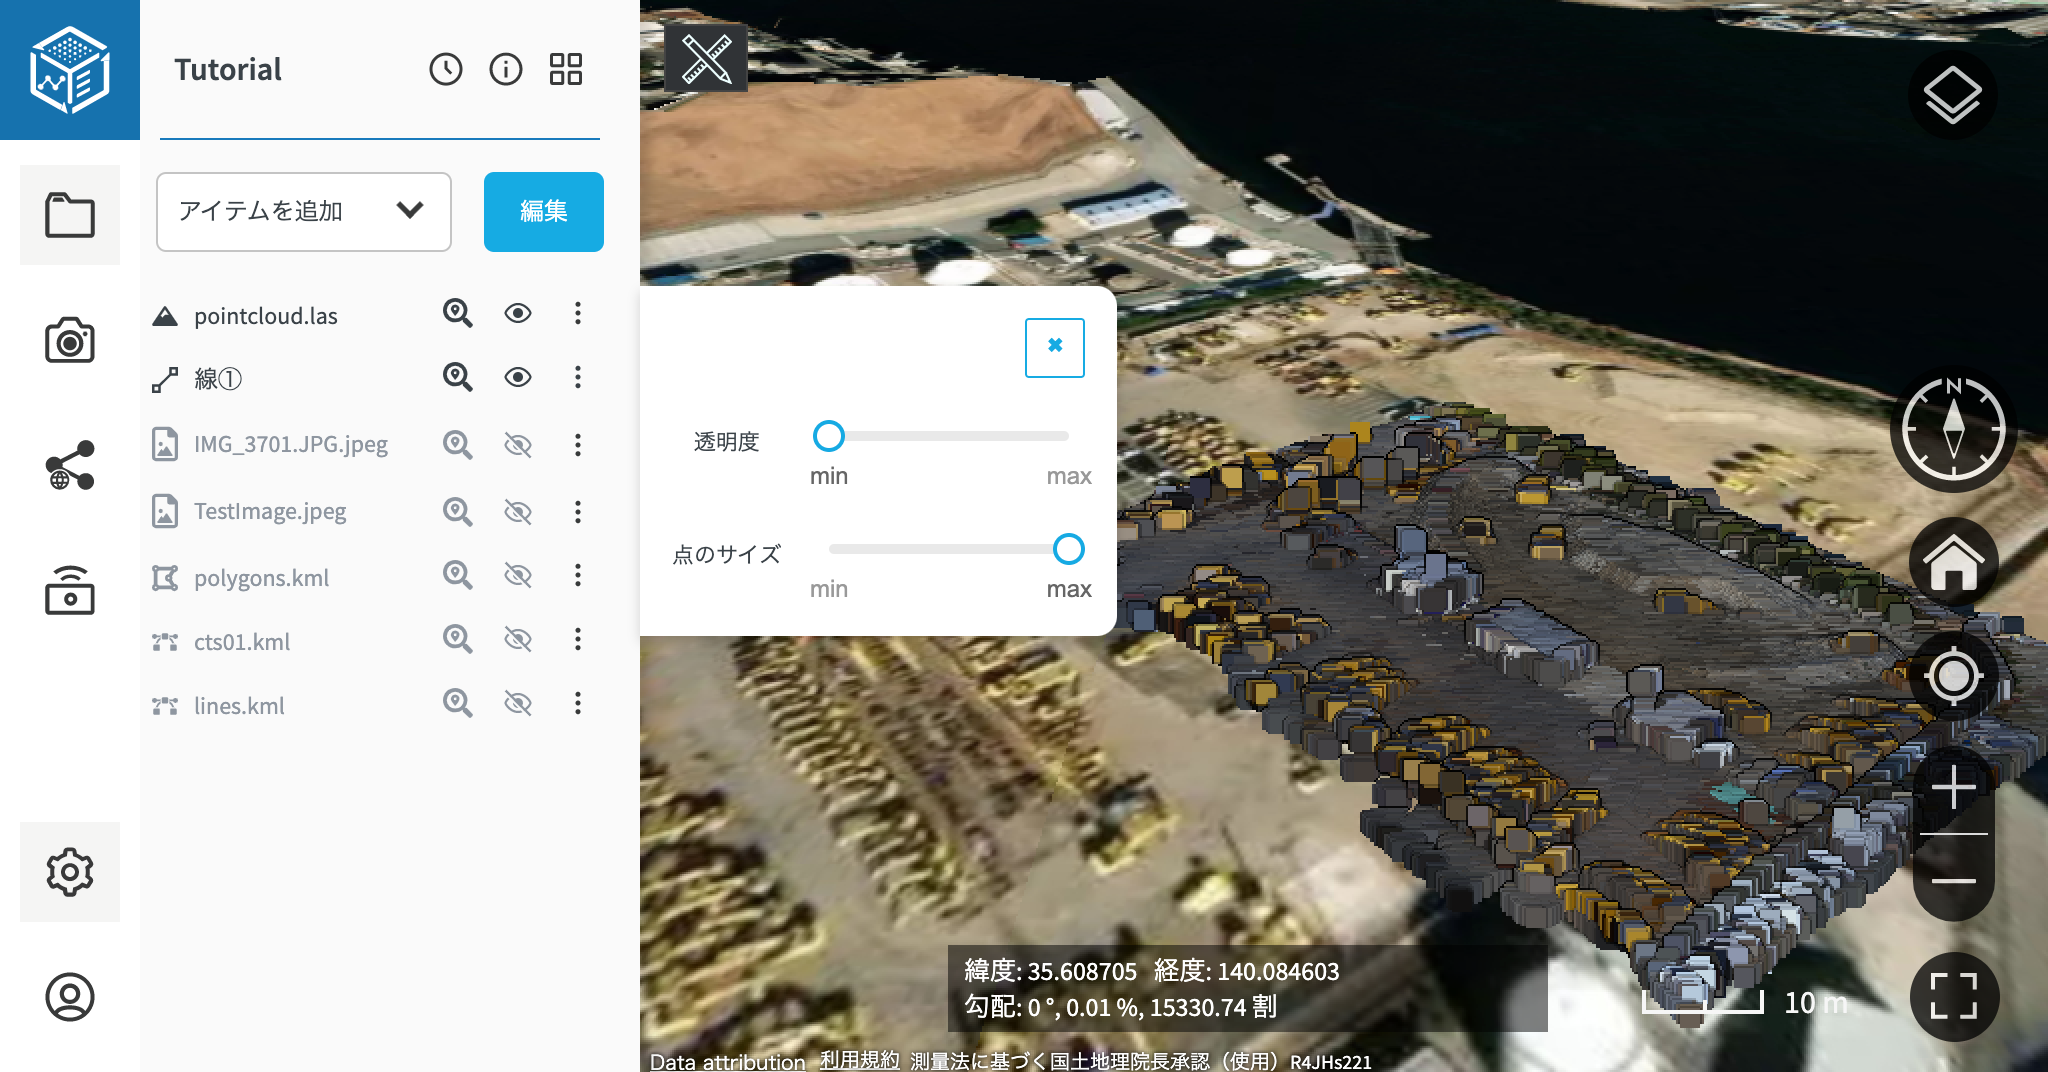 Tutorial
アイテムを追加
編集
pointcloud.las
線①
IMG_3701.JPG.jpeg
TestImage.jpeg
polygons.kml
cts01.kml
lines.kml
透明度
min max
点のサイズ
min max
N
緯度: 35.608705 経度: 140.084603
勾配: 0 °, 0.01 %, 15330.74 割
10 m
Data attribution 利用規約 測量法に基づく国土地理院長承認（使用）R4JHs221